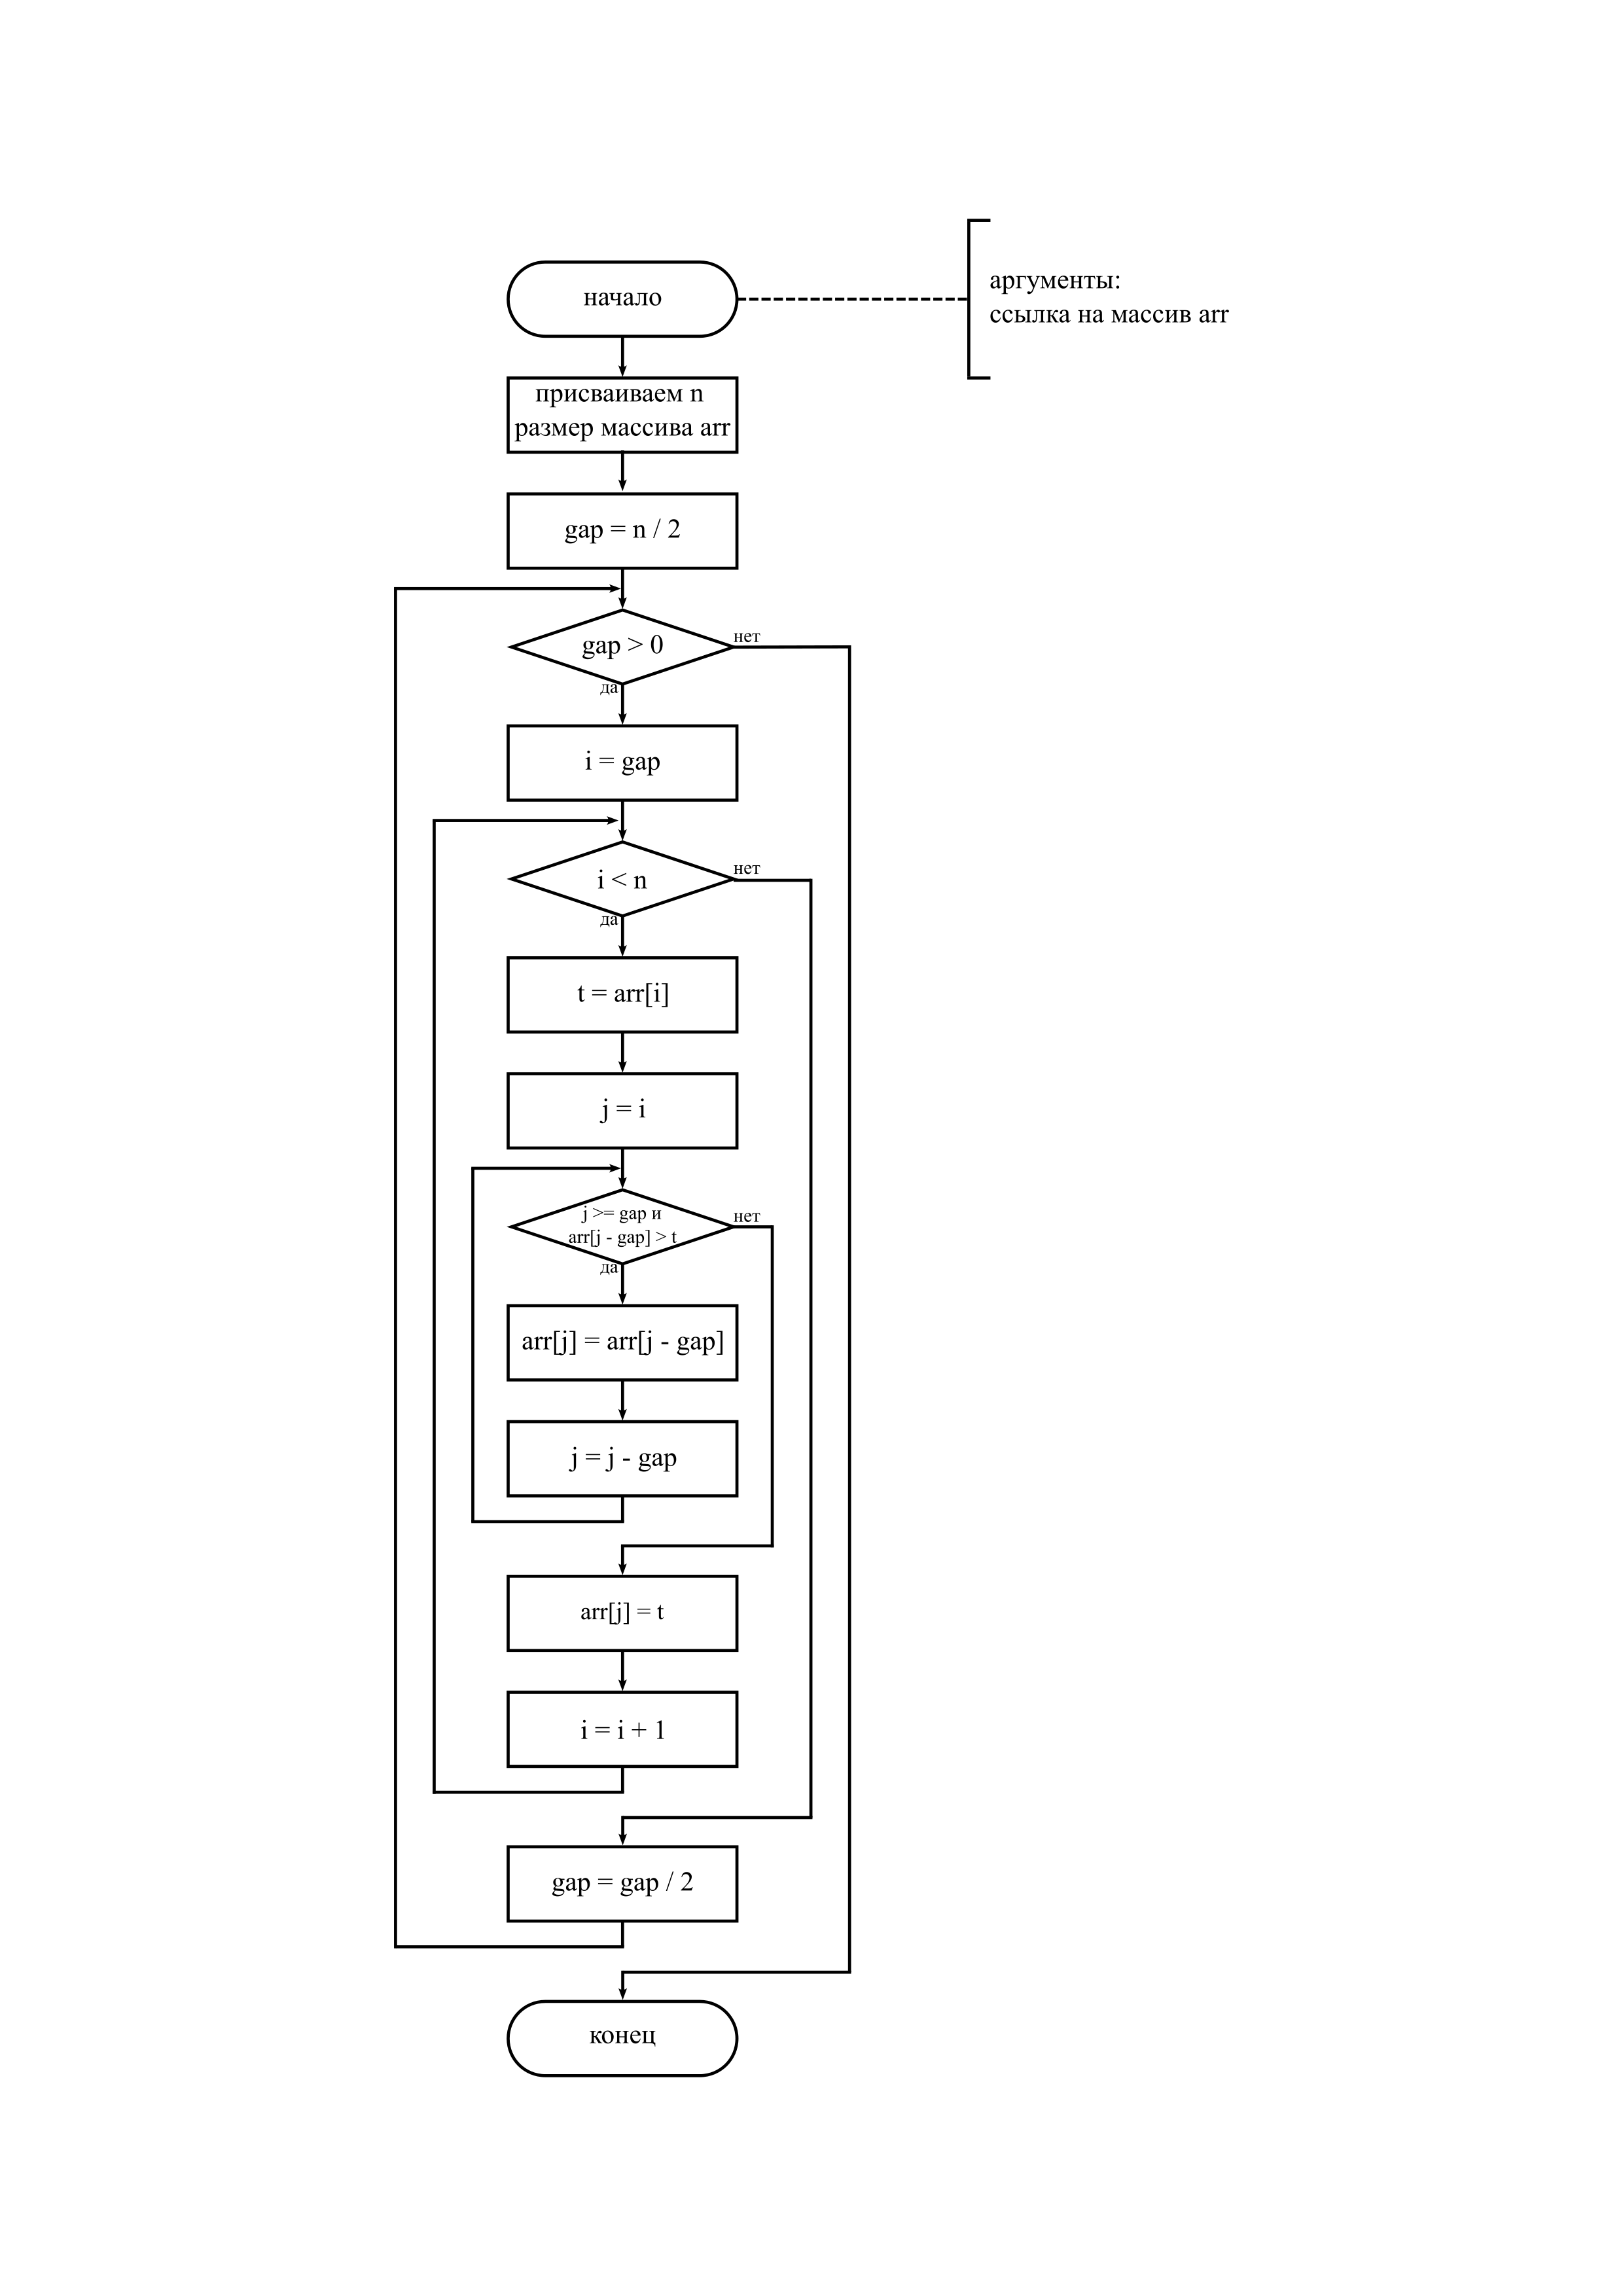 начало
аргументы:
ссылка на массив arr
присваиваем n
размер массива arr
gap = n / 2
gap > 0
нет
да
i = gap
i < n
нет
да
t = arr[i]
j = i
j >= gap и
arr[j - gap] > t
нет
да
arr[j] = arr[j - gap]
j = j - gap
arr[j] = t
i = i + 1
gap = gap / 2
конец